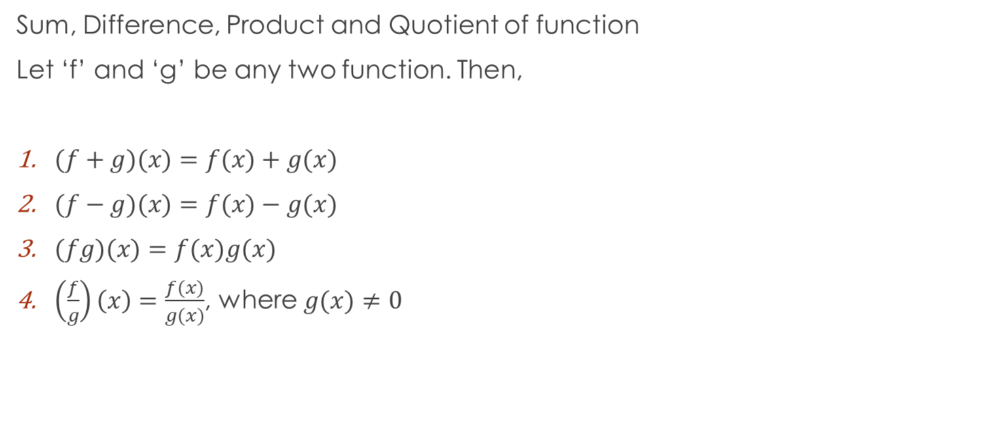 Sum, Difference, Product and Quotient of function
Let ‘f’ and ‘g’ be any two function. Then,
1. (f + g)(x) = f(x) + g(x)
2. (f − g)(x) = f(x) − g(x)
3. (fg)(x) = f(x)g(x)
4. (f/g)(x) = f(x)/g(x), where g(x) ≠ 0